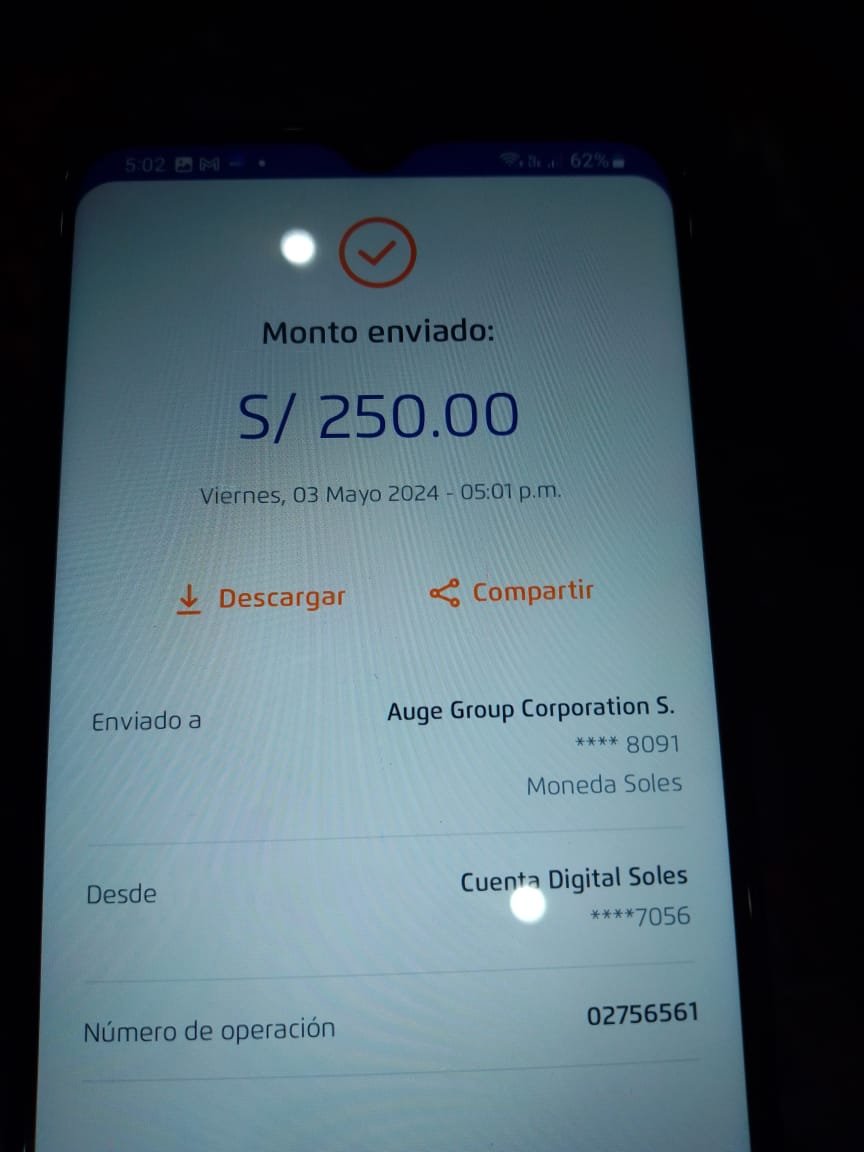 5:02 62%
Monto enviado:
S/ 250.00
Viernes, 03 Mayo 2024 - 05:01 p.m.
Descargar Compartir
Enviado a Auge Group Corporation S.
**** 8091
Moneda Soles
Desde Cuenta Digital Soles
****7056
Número de operación 02756561